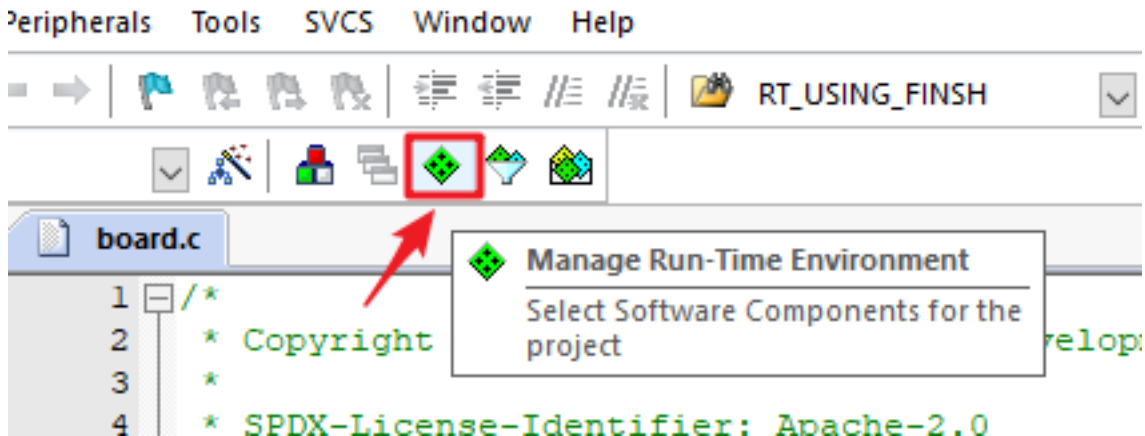 Peripherals Tools SVCS Window Help
RT_USING_FINSH
board.c
Manage Run-Time Environment
Select Software Components for the
project
1 /*
2 * Copyright
3 *
4 * SPDX-License-Identifier: Apache-2.0